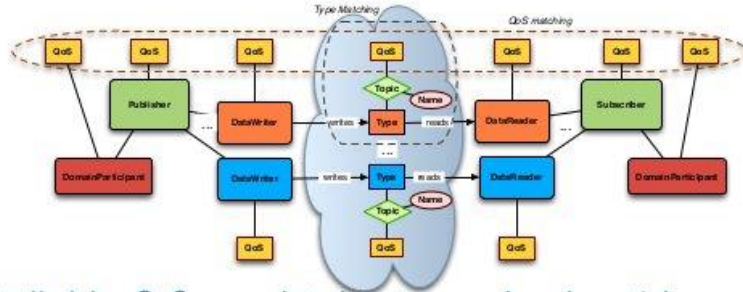 Type Matching
QoS matching
QoS QoS QoS QoS QoS QoS QoS
Publisher
Topic
Name
Subscriber
... DataWriter writes Type reads DataReader ...
...
DomainParticipant DataWriter writes Type reads DataReader DomainParticipant
Topic
Name
QoS QoS QoS